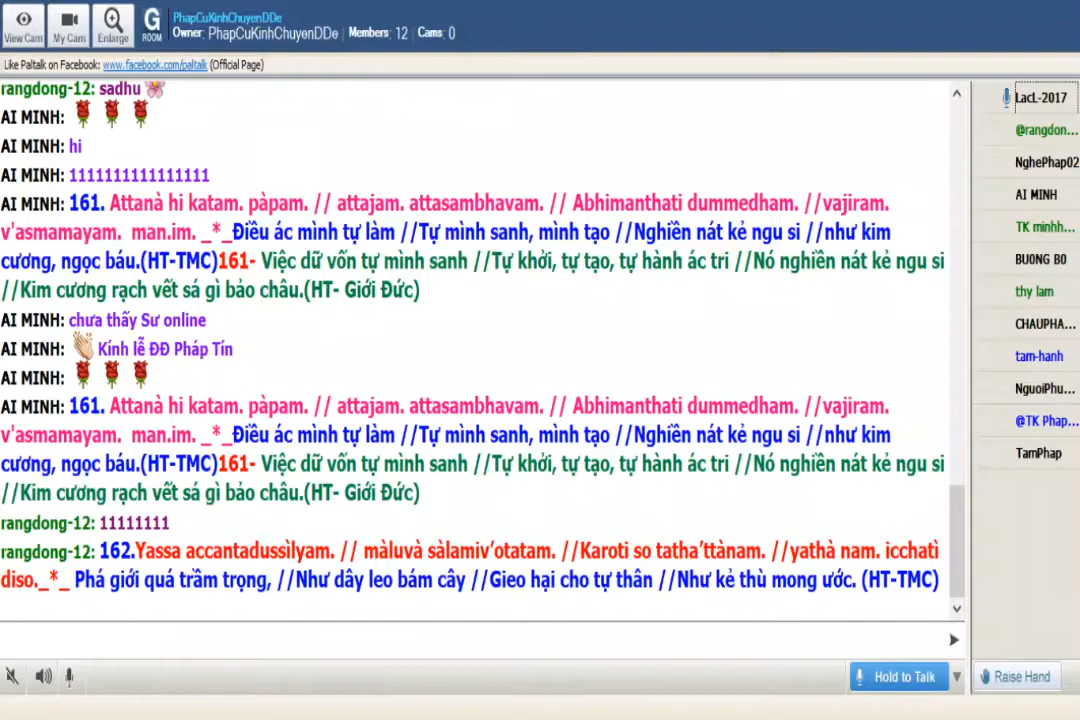 View Cam My Cam Enlarge G ROOM
PhapCuKinhChuyenDDe
Owner: PhapCuKinhChuyenDDe Members: 12 Cams: 0
Like Paltalk on Facebook: www.facebook.com/paltalk (Official Page)
rangdong-12: sadhu
AI MINH:
AI MINH: hi
AI MINH: 1111111111111111
AI MINH: 161. Attanà hi katam. pàpam. // attajam. attasambhavam. // Abhimanthati dummedham. //vajiram.
v'asmamayam. man.im. _*_Điều ác mình tự làm //Tự mình sanh, mình tạo //Nghiền nát kẻ ngu si //như kim
cương, ngọc báu.(HT-TMC)161- Việc dữ vốn tự mình sanh //Tự khởi, tự tạo, tự hành ác tri //Nó nghiền nát kẻ ngu si
//Kim cương rạch vết sá gì bảo châu.(HT- Giới Đức)
AI MINH: chưa thấy Sư online
AI MINH: Kính lễ ĐĐ Pháp Tín
AI MINH:
AI MINH: 161. Attanà hi katam. pàpam. // attajam. attasambhavam. // Abhimanthati dummedham. //vajiram.
v'asmamayam. man.im. _*_Điều ác mình tự làm //Tự mình sanh, mình tạo //Nghiền nát kẻ ngu si //như kim
cương, ngọc báu.(HT-TMC)161- Việc dữ vốn tự mình sanh //Tự khởi, tự tạo, tự hành ác tri //Nó nghiền nát kẻ ngu si
//Kim cương rạch vết sá gì bảo châu.(HT- Giới Đức)
rangdong-12: 11111111
rangdong-12: 162.Yassa accantadussìlyam. // màluvà sàlamiv’otatam. //Karoti so tatha’ttànam. //yathà nam. icchatì
diso._*_ Phá giới quá trầm trọng, //Như dây leo bám cây //Gieo hại cho tự thân //Như kẻ thù mong ước. (HT-TMC)
LacL-2017
@rangdon...
NghePhap02
AI MINH
TK minhh...
BUONG BO
thy lam
CHAUPHA...
tam-hanh
NguoiPhu...
@TK Phap...
TamPhap
Hold to Talk
Raise Hand